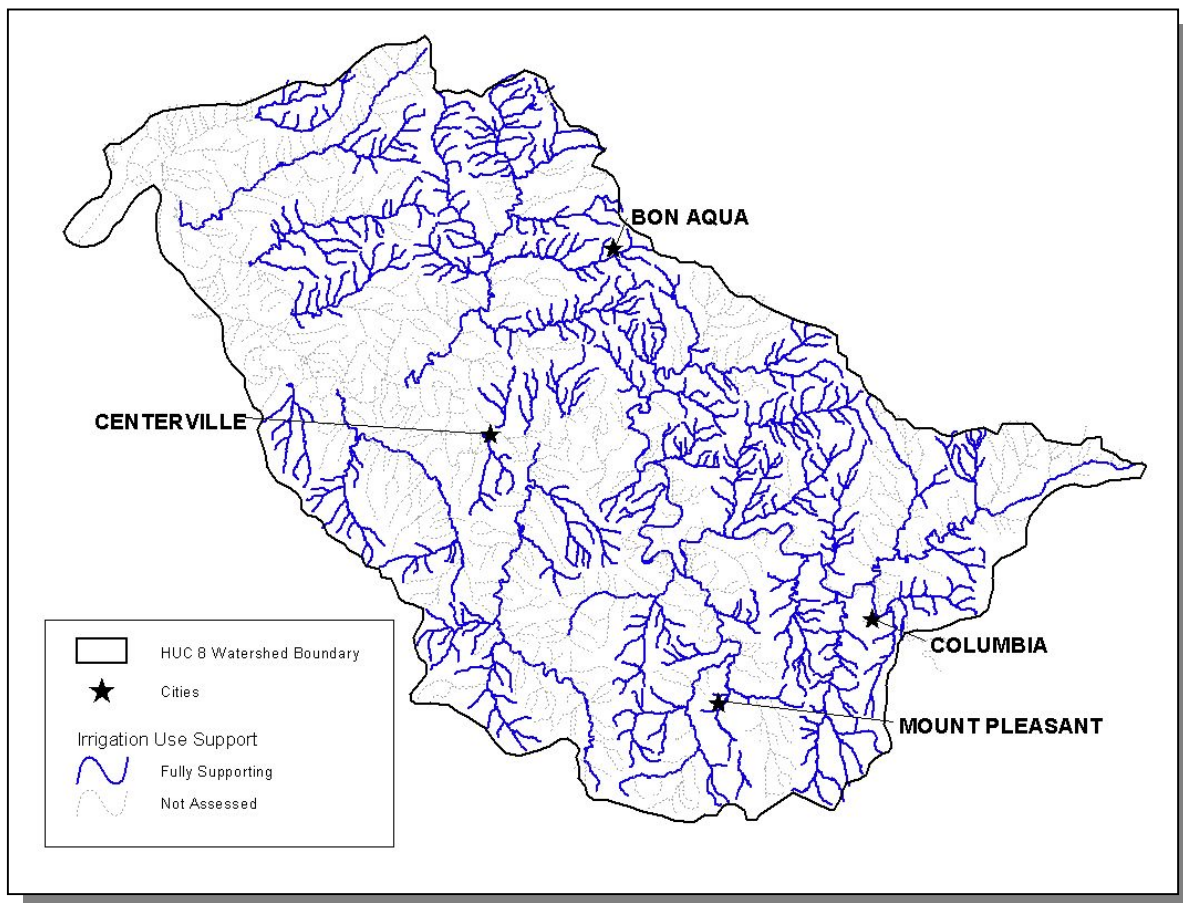 BON AQUA
CENTERVILLE
COLUMBIA
MOUNT PLEASANT
HUC 8 Watershed Boundary
Cities
Irrigation Use Support
Fully Supporting
Not Assessed